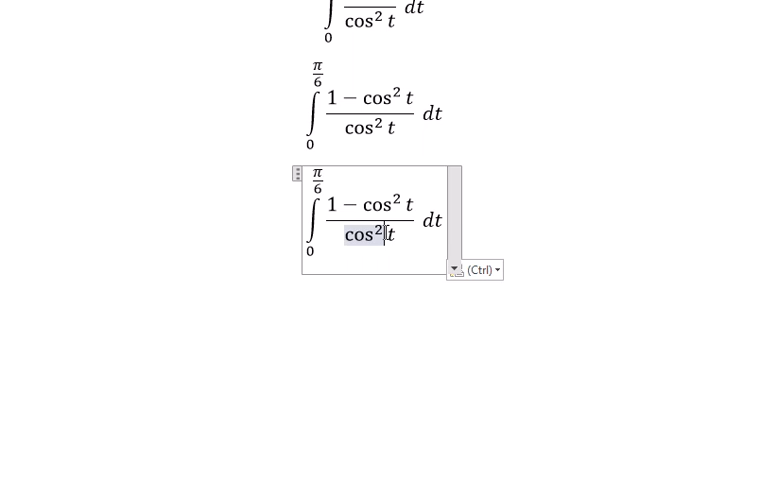 ∫₀ / cos² t dt
∫₀^(π/6) (1 − cos² t)/(cos² t) dt
∫₀^(π/6) (1 − cos² t)/(cos² t) dt
(Ctrl)